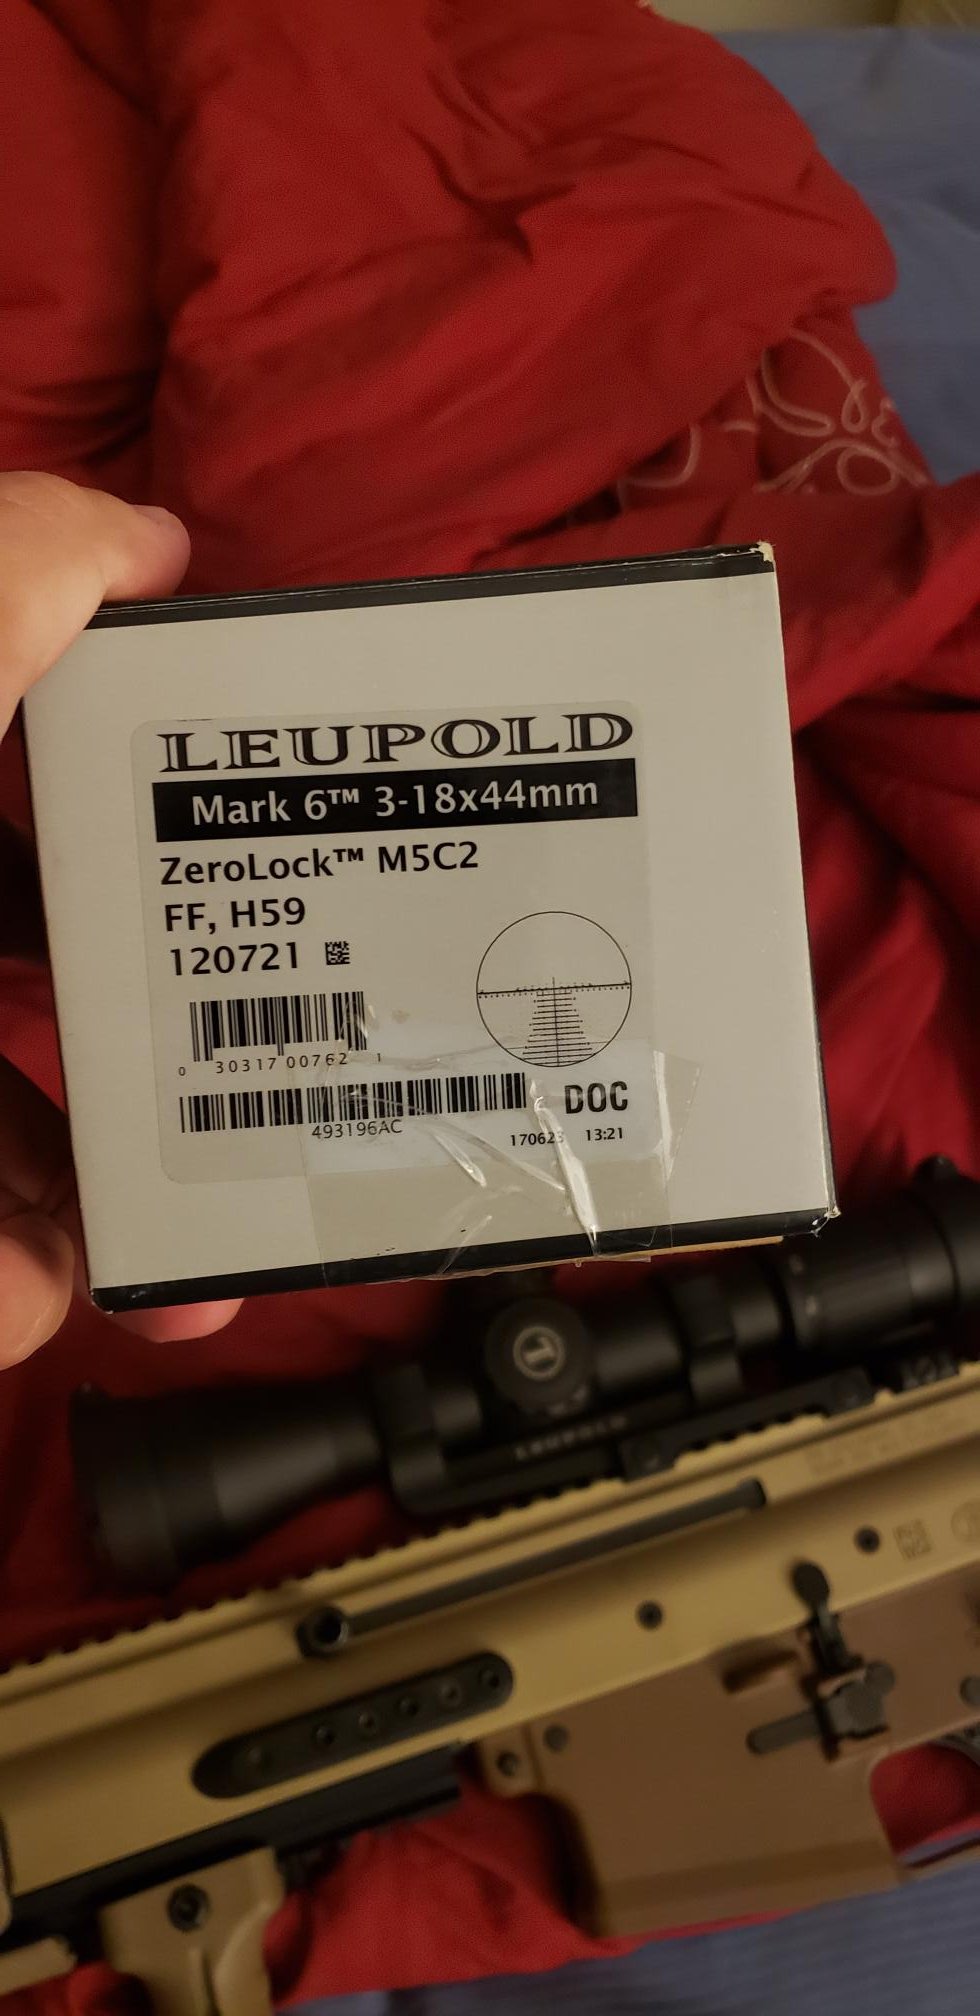 LEUPOLD
Mark 6™ 3-18x44mm
ZeroLock™ M5C2
FF, H59
120721
0 30317 00762 1
493196AC
DOC
170623 13:21
LEUPOLD